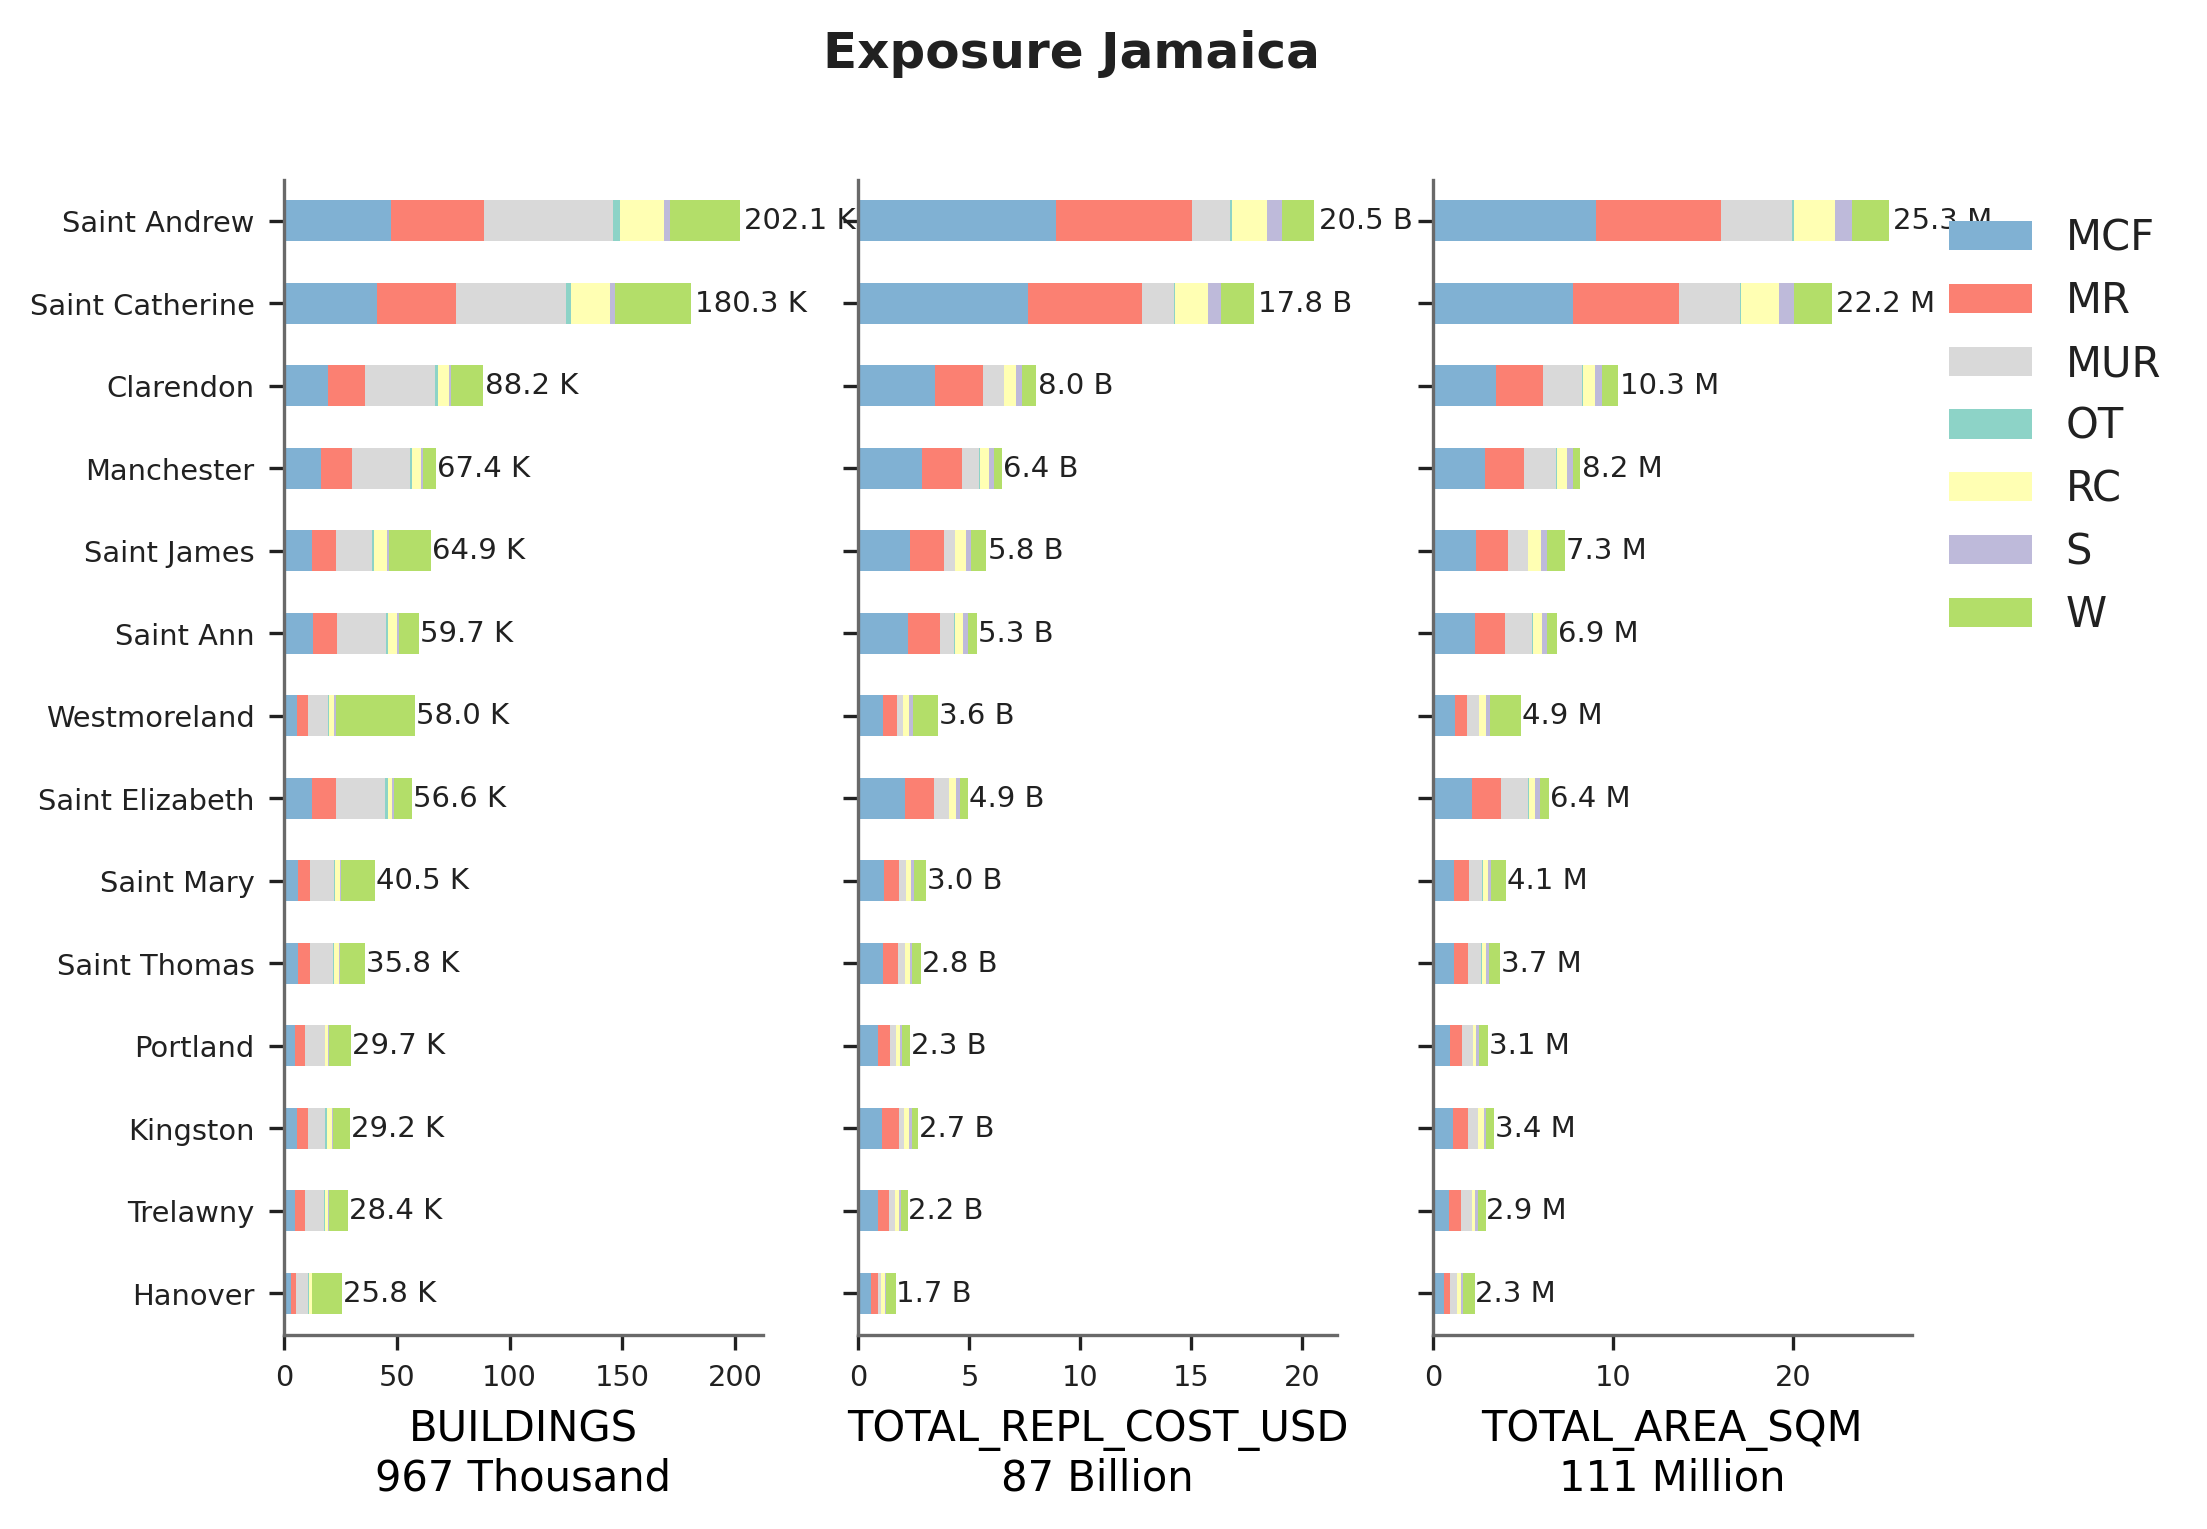 Exposure Jamaica
Saint Andrew 202.1 K 20.5 B 25.3 M
Saint Catherine 180.3 K 17.8 B 22.2 M
Clarendon 88.2 K 8.0 B 10.3 M
Manchester 67.4 K 6.4 B 8.2 M
Saint James 64.9 K 5.8 B 7.3 M
Saint Ann 59.7 K 5.3 B 6.9 M
Westmoreland 58.0 K 3.6 B 4.9 M
Saint Elizabeth 56.6 K 4.9 B 6.4 M
Saint Mary 40.5 K 3.0 B 4.1 M
Saint Thomas 35.8 K 2.8 B 3.7 M
Portland 29.7 K 2.3 B 3.1 M
Kingston 29.2 K 2.7 B 3.4 M
Trelawny 28.4 K 2.2 B 2.9 M
Hanover 25.8 K 1.7 B 2.3 M
0 50 100 150 200
BUILDINGS
967 Thousand
0 5 10 15 20
TOTAL_REPL_COST_USD
87 Billion
0 10 20
TOTAL_AREA_SQM
111 Million
MCF
MR
MUR
OT
RC
S
W